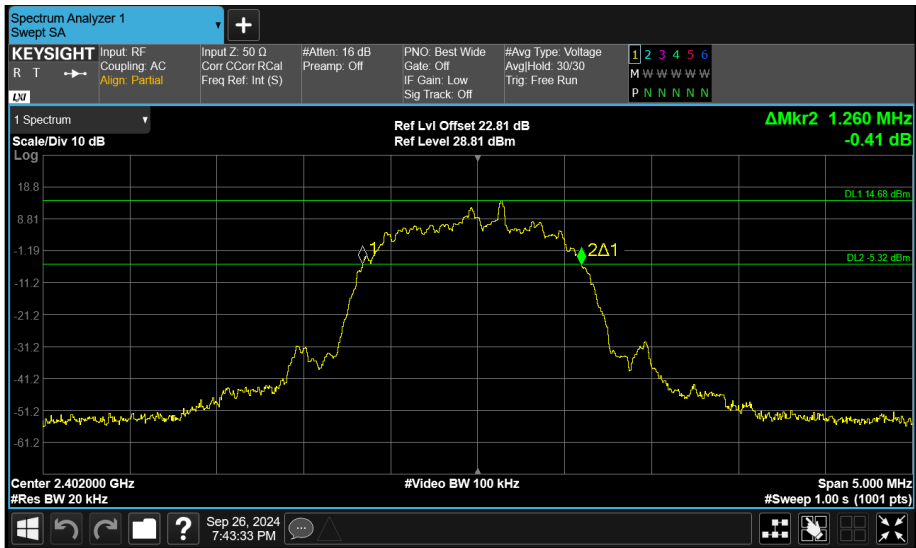 Spectrum Analyzer 1
Swept SA
+
KEYSIGHT
R T
LXI
Input: RF
Coupling: AC
Align: Partial
Input Z: 50 Ω
Corr CCorr RCal
Freq Ref: Int (S)
#Atten: 16 dB
Preamp: Off
PNO: Best Wide
Gate: Off
IF Gain: Low
Sig Track: Off
#Avg Type: Voltage
Avg|Hold: 30/30
Trig: Free Run
1 2 3 4 5 6
M W W W W W
P N N N N N
1 Spectrum
Scale/Div 10 dB
Log
Ref Lvl Offset 22.81 dB
Ref Level 28.81 dBm
ΔMkr2 1.260 MHz
-0.41 dB
18.8
DL1 14.68 dBm
8.81
-1.19
1
2Δ1
DL2 -5.32 dBm
-11.2
-21.2
-31.2
-41.2
-51.2
-61.2
Center 2.402000 GHz
#Video BW 100 kHz
Span 5.000 MHz
#Res BW 20 kHz
#Sweep 1.00 s (1001 pts)
?
Sep 26, 2024
7:43:33 PM